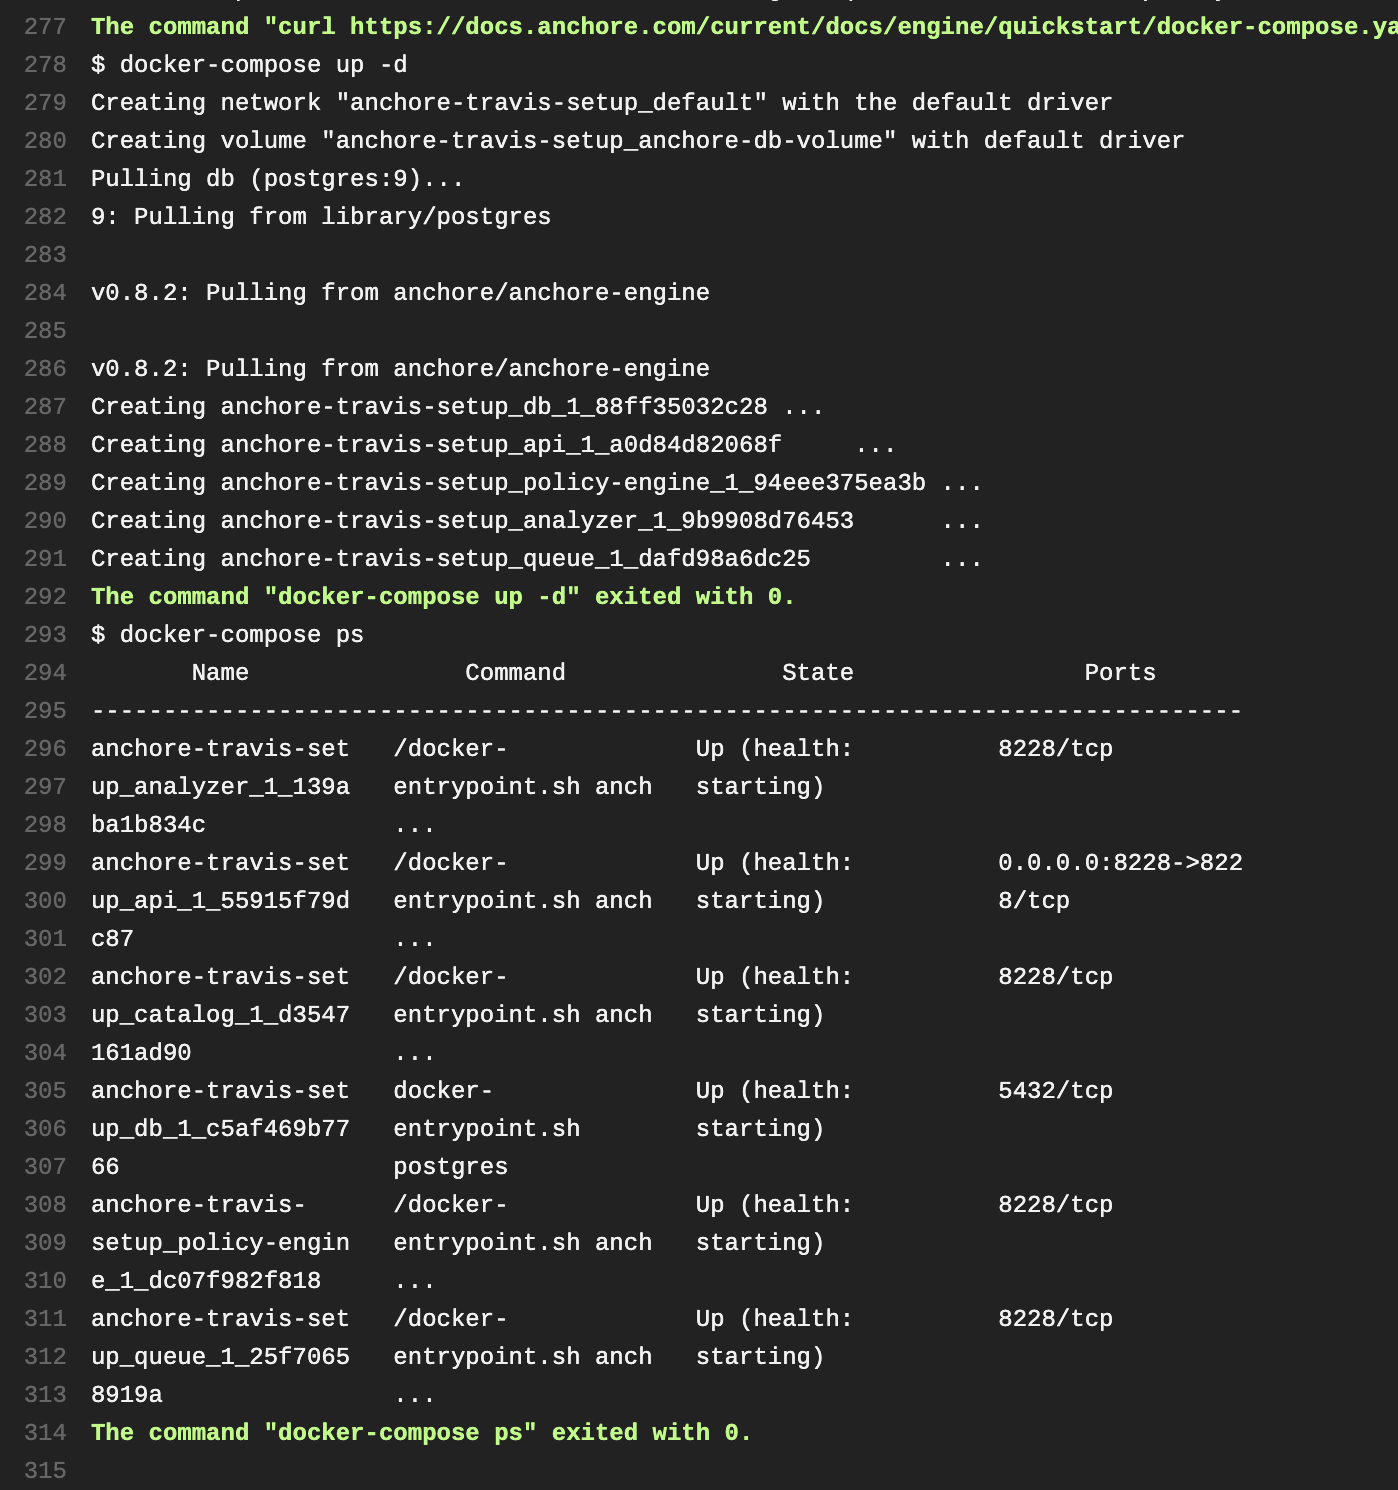 277 The command "curl https://docs.anchore.com/current/docs/engine/quickstart/docker-compose.ya
278 $ docker-compose up -d
279 Creating network "anchore-travis-setup_default" with the default driver
280 Creating volume "anchore-travis-setup_anchore-db-volume" with default driver
281 Pulling db (postgres:9)...
282 9: Pulling from library/postgres
283
284 v0.8.2: Pulling from anchore/anchore-engine
285
286 v0.8.2: Pulling from anchore/anchore-engine
287 Creating anchore-travis-setup_db_1_88ff35032c28 ...
288 Creating anchore-travis-setup_api_1_a0d84d82068f     ...
289 Creating anchore-travis-setup_policy-engine_1_94eee375ea3b ...
290 Creating anchore-travis-setup_analyzer_1_9b9908d76453      ...
291 Creating anchore-travis-setup_queue_1_dafd98a6dc25         ...
292 The command "docker-compose up -d" exited with 0.
293 $ docker-compose ps
294        Name               Command               State                Ports
295 --------------------------------------------------------------------------------
296 anchore-travis-set   /docker-             Up (health:          8228/tcp
297 up_analyzer_1_139a   entrypoint.sh anch   starting)
298 ba1b834c             ...
299 anchore-travis-set   /docker-             Up (health:          0.0.0.0:8228->822
300 up_api_1_55915f79d   entrypoint.sh anch   starting)            8/tcp
301 c87                  ...
302 anchore-travis-set   /docker-             Up (health:          8228/tcp
303 up_catalog_1_d3547   entrypoint.sh anch   starting)
304 161ad90              ...
305 anchore-travis-set   docker-              Up (health:          5432/tcp
306 up_db_1_c5af469b77   entrypoint.sh        starting)
307 66                   postgres
308 anchore-travis-      /docker-             Up (health:          8228/tcp
309 setup_policy-engin   entrypoint.sh anch   starting)
310 e_1_dc07f982f818     ...
311 anchore-travis-set   /docker-             Up (health:          8228/tcp
312 up_queue_1_25f7065   entrypoint.sh anch   starting)
313 8919a                ...
314 The command "docker-compose ps" exited with 0.
315